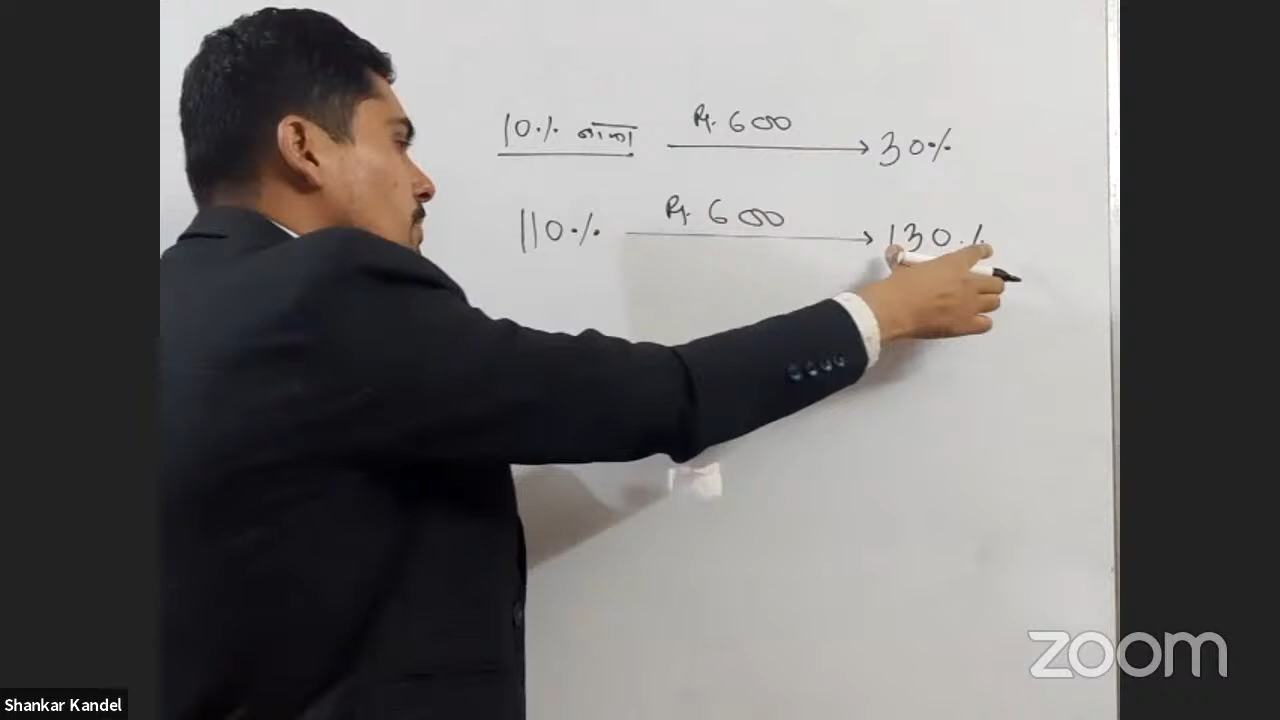 10% नाफा Rs. 600 → 30%
110% Rs. 600 → 130%
zoom
Shankar Kandel